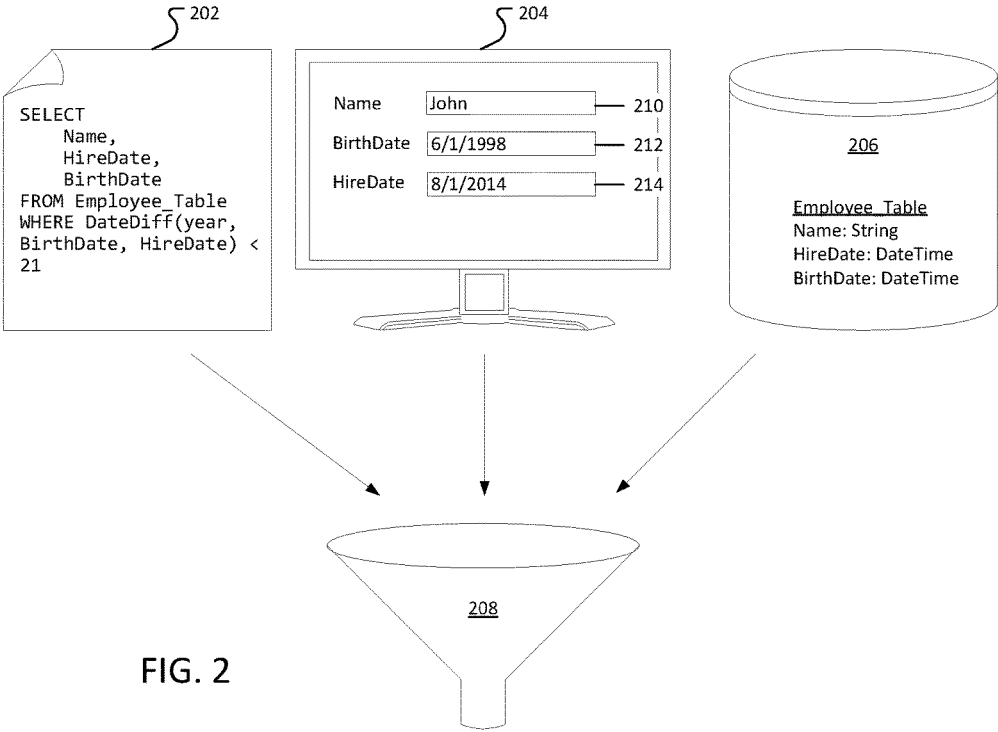 202
204
SELECT
Name,
HireDate,
BirthDate
FROM Employee_Table
WHERE DateDiff(year,
BirthDate, HireDate) <
21
Name John 210
BirthDate 6/1/1998 212
HireDate 8/1/2014 214
206
Employee_Table
Name: String
HireDate: DateTime
BirthDate: DateTime
208
FIG. 2